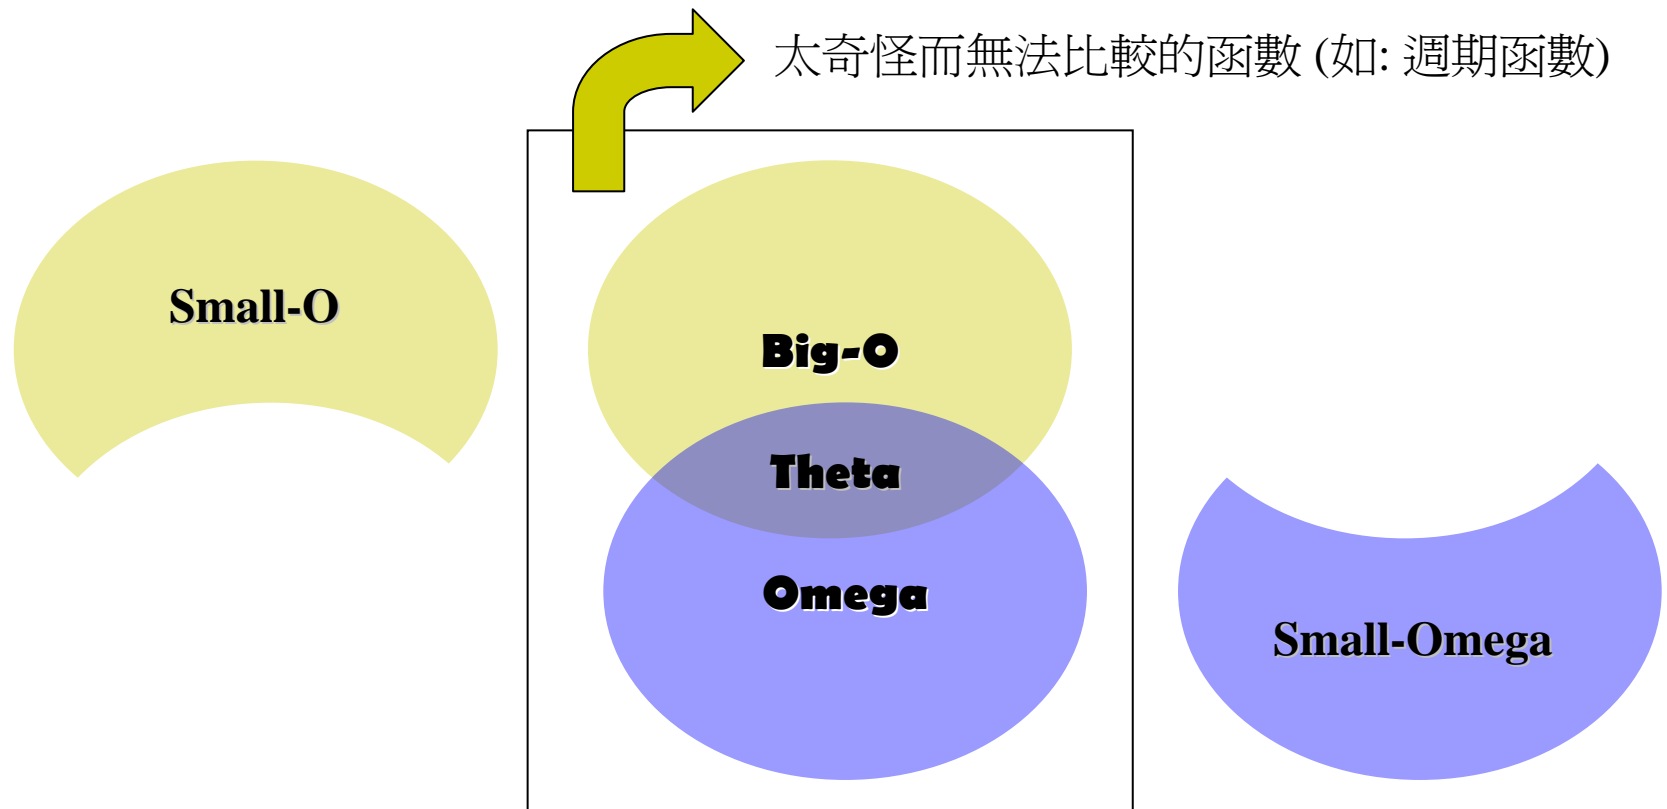 太奇怪而無法比較的函數 (如: 週期函數)
Small-O
Big-O
Theta
Omega
Small-Omega